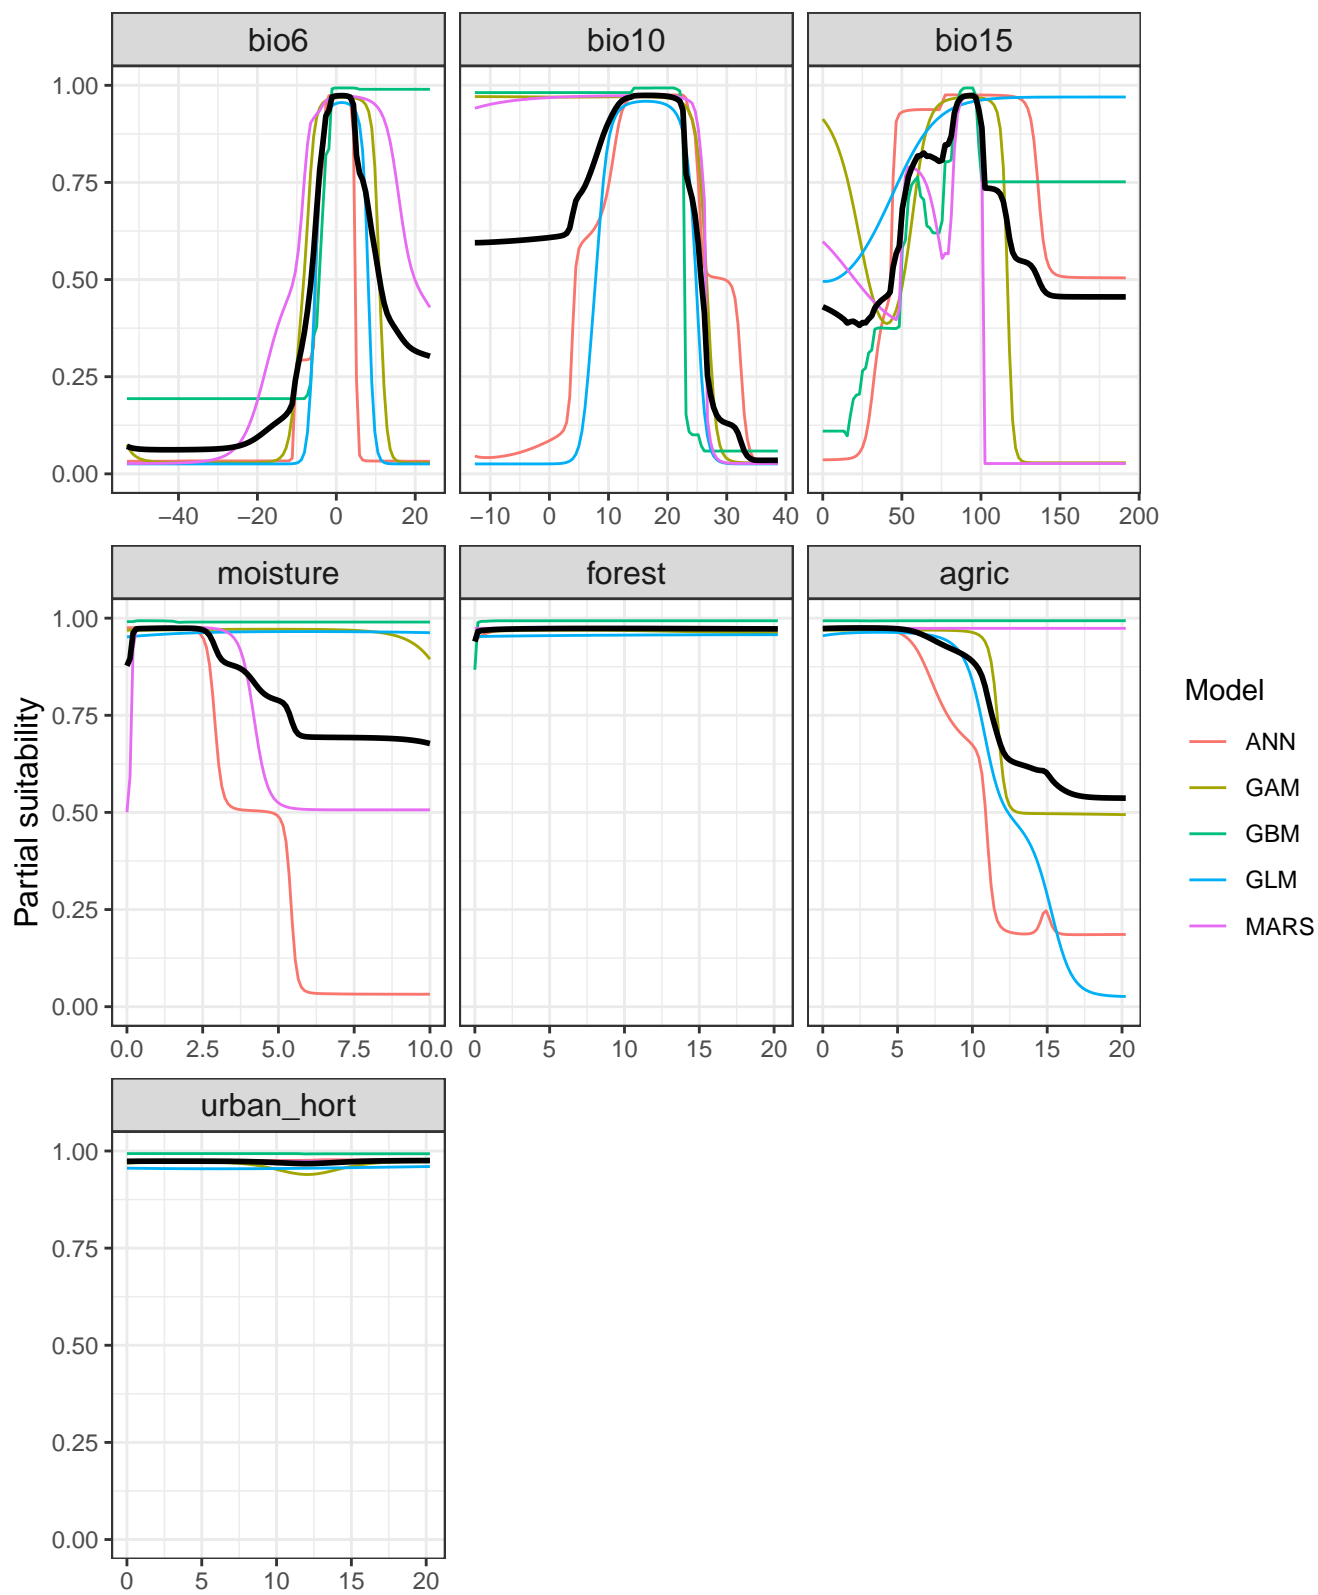 bio6 bio10 bio15
1.00
0.75
0.50
0.25
0.00
−40 −20 0 20 −10 0 10 20 30 40 0 50 100 150 200
moisture forest agric
1.00
0.75
0.50
0.25
0.00
0.0 2.5 5.0 7.5 10.0 0 5 10 15 20 0 5 10 15 20
Partial suitability
urban_hort
1.00
0.75
0.50
0.25
0.00
0 5 10 15 20
Model
ANN
GAM
GBM
GLM
MARS